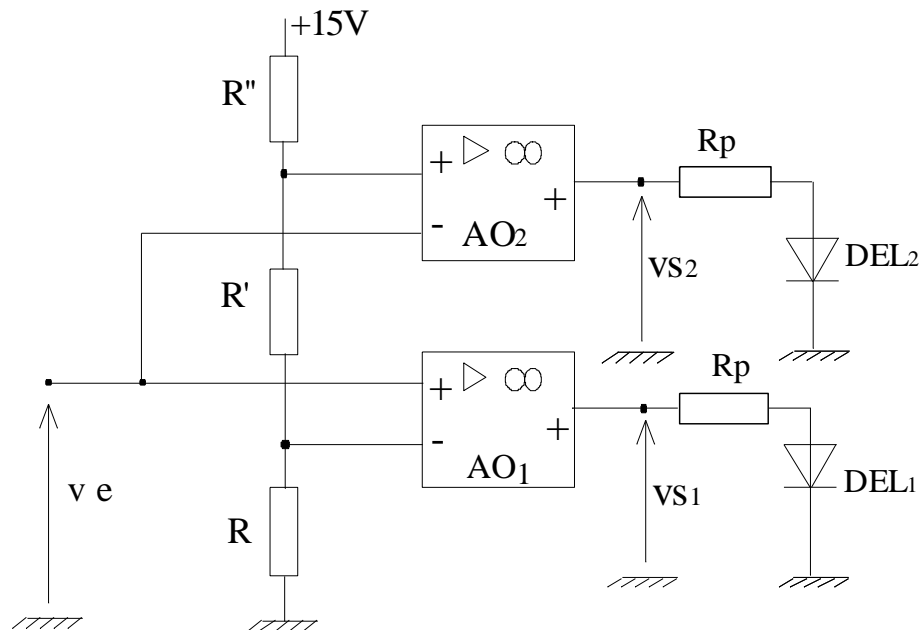 +15V
R"
+ ▷ ∞
Rp
+
-
AO2
vs2
DEL2
R'
+ ▷ ∞
Rp
+
-
AO1
v e
vs1
DEL1
R